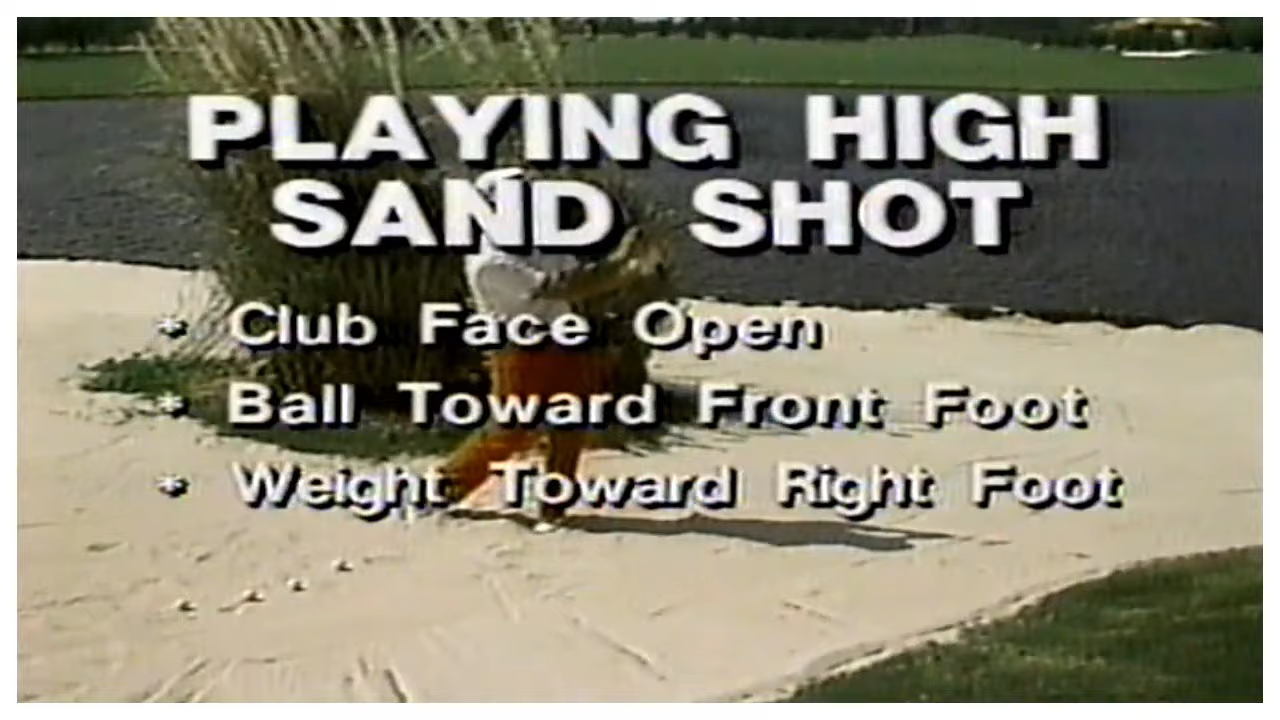 PLAYING HIGH
SAND SHOT
* Club Face Open
* Ball Toward Front Foot
* Weight Toward Right Foot